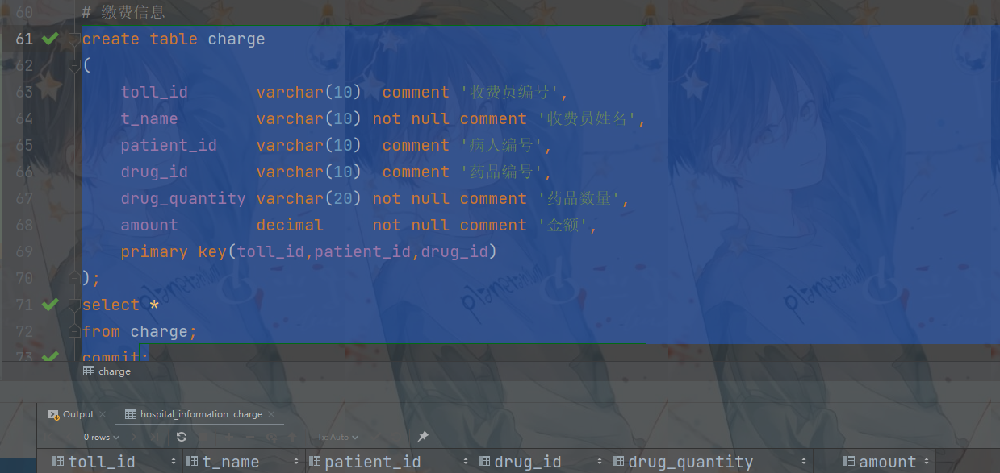 60 # 缴费信息
61 create table charge
62 (
63 toll_id varchar(10) comment '收费员编号',
64 t_name varchar(10) not null comment '收费员姓名',
65 patient_id varchar(10) comment '病人编号',
66 drug_id varchar(10) comment '药品编号',
67 drug_quantity varchar(20) not null comment '药品数量',
68 amount decimal not null comment '金额',
69 primary key(toll_id,patient_id,drug_id)
70 );
71 select *
72 from charge;
73 commit;
charge
Output hospital_information..charge
0 rows Tx: Auto
toll_id t_name patient_id drug_id drug_quantity amount